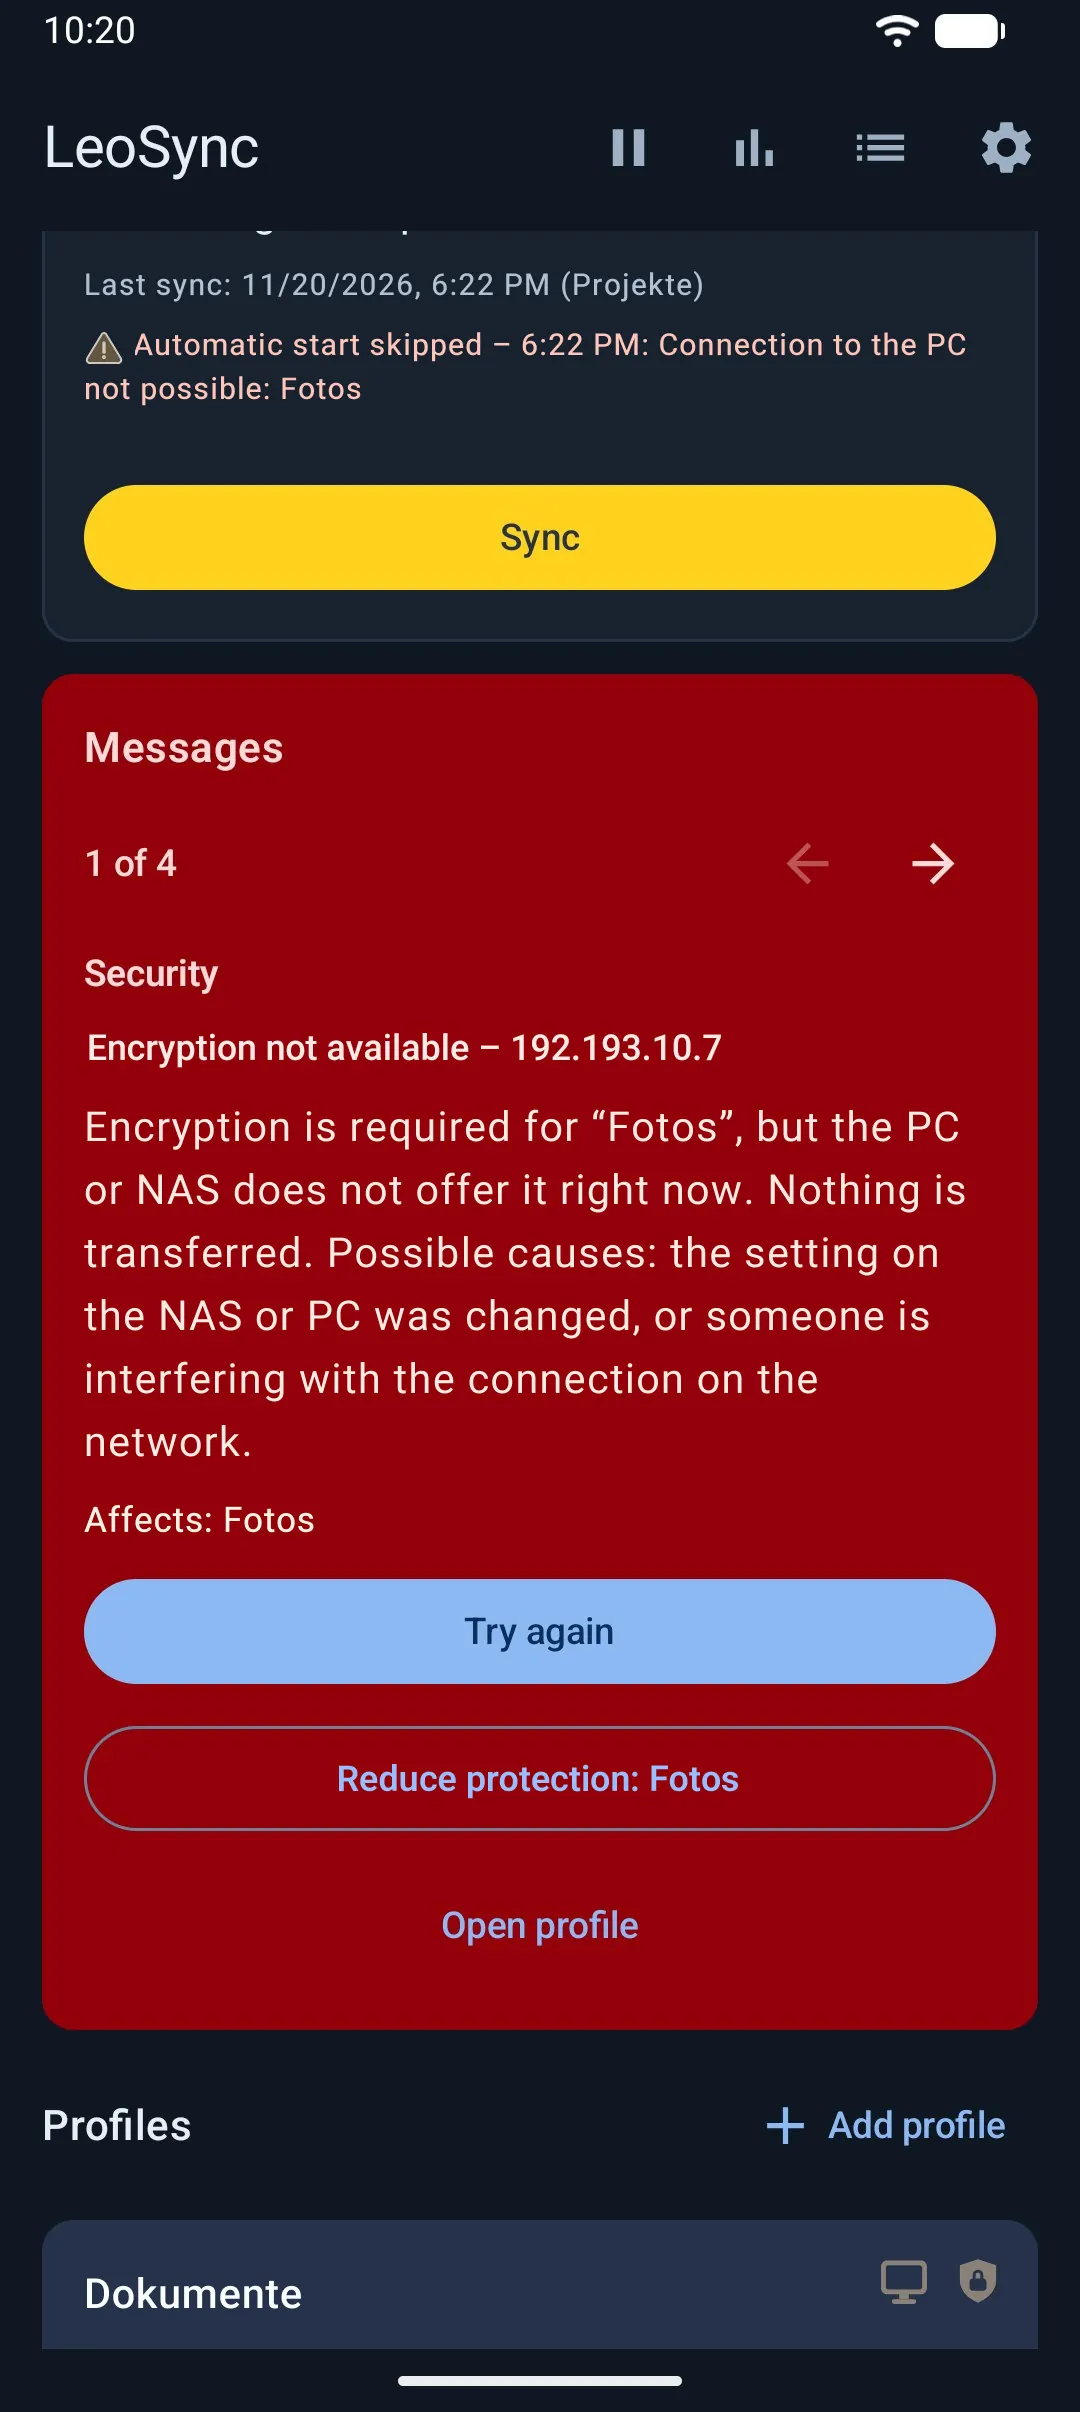 10:20
LeoSync
Last sync: 11/20/2026, 6:22 PM (Projekte)
Automatic start skipped – 6:22 PM: Connection to the PC
not possible: Fotos
Sync
Messages
1 of 4
Security
Encryption not available – 192.193.10.7
Encryption is required for “Fotos”, but the PC
or NAS does not offer it right now. Nothing is
transferred. Possible causes: the setting on
the NAS or PC was changed, or someone is
interfering with the connection on the
network.
Affects: Fotos
Try again
Reduce protection: Fotos
Open profile
Profiles
Add profile
Dokumente